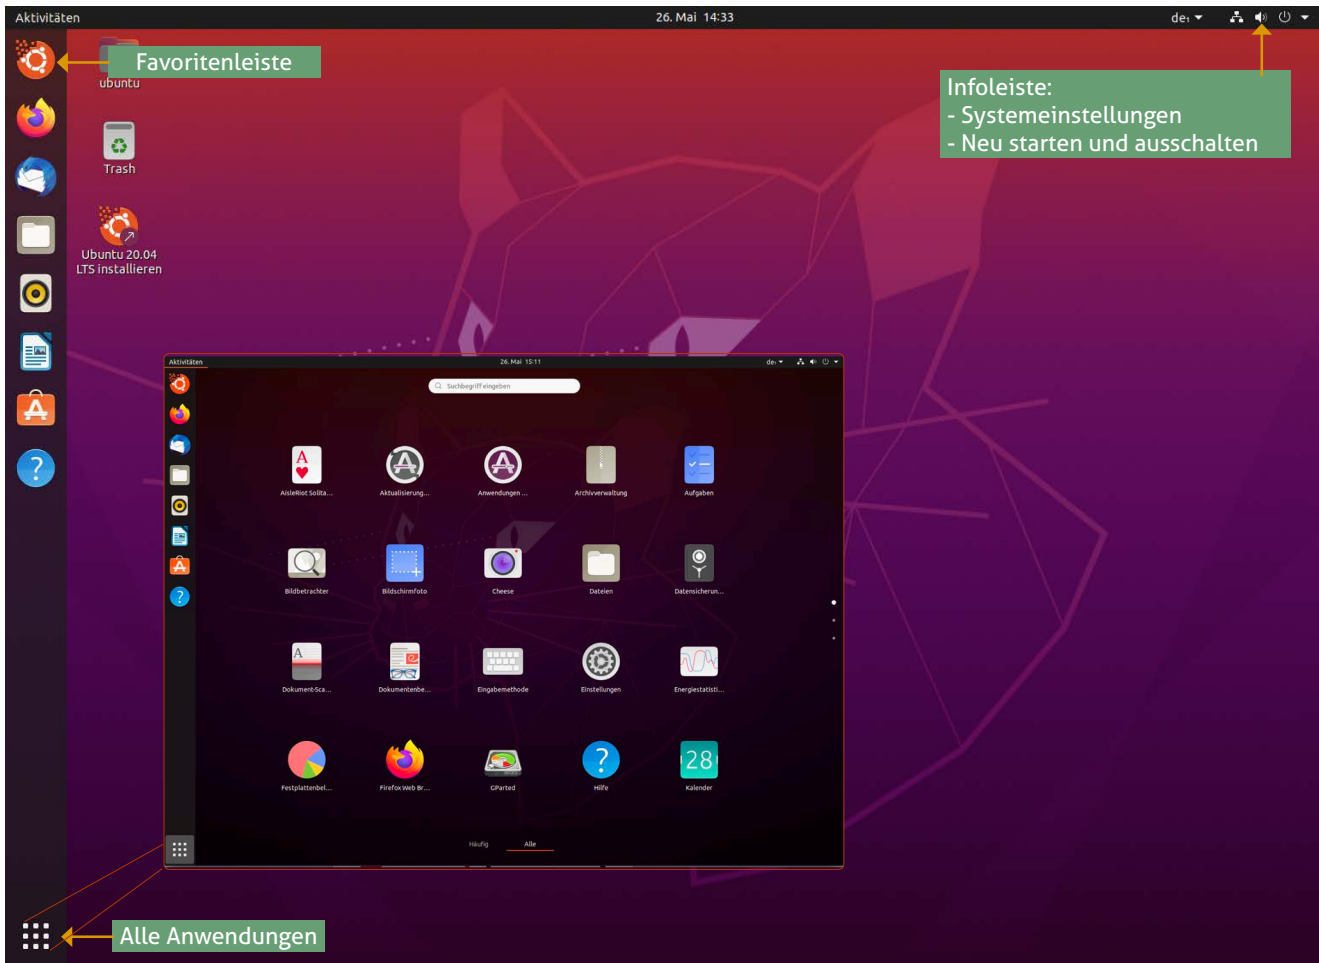 Aktivitäten
26. Mai 14:33
de₁
Favoritenleiste
ubuntu
Infoleiste:
- Systemeinstellungen
- Neu starten und ausschalten
Trash
Ubuntu 20.04
LTS installieren
Aktivitäten
26. Mai 15:11
de₁
Suchbegriff eingeben
A
AisleRiot Solita...
Aktualisierung...
Anwendungen ...
Archivverwaltung
Aufgaben
Bildbetrachter
Bildschirmfoto
Cheese
Dateien
Datensicherun...
A
Dokument-Sca...
Dokumentenbe...
Eingabemethode
Einstellungen
Energiestatisti...
28
Festplattenbel...
Firefox Web Br...
GParted
Hilfe
Kalender
Häufig
Alle
Alle Anwendungen